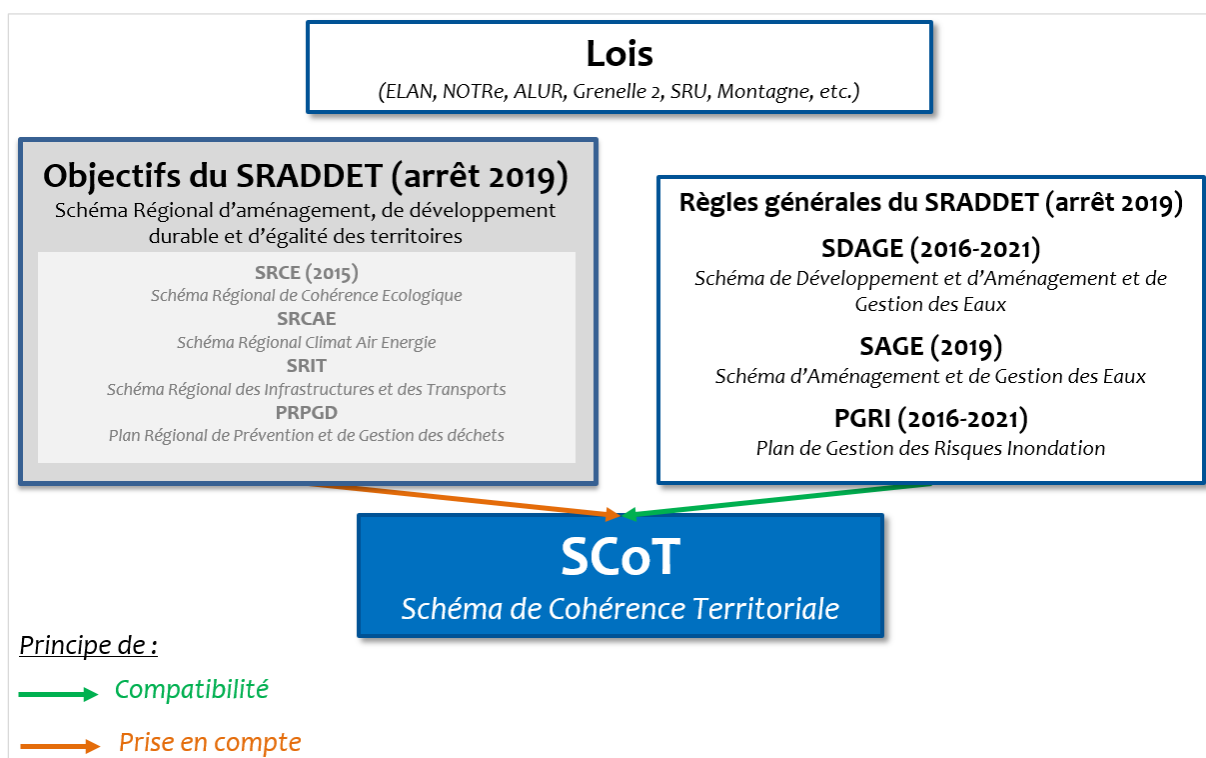 Lois
(ELAN, NOTRe, ALUR, Grenelle 2, SRU, Montagne, etc.)
Objectifs du SRADDET (arrêt 2019)
Schéma Régional d’aménagement, de développement
durable et d’égalité des territoires
SRCE (2015)
Schéma Régional de Cohérence Ecologique
SRCAE
Schéma Régional Climat Air Energie
SRIT
Schéma Régional des Infrastructures et des Transports
PRPGD
Plan Régional de Prévention et de Gestion des déchets
Règles générales du SRADDET (arrêt 2019)
SDAGE (2016-2021)
Schéma de Développement et d’Aménagement et de
Gestion des Eaux
SAGE (2019)
Schéma d’Aménagement et de Gestion des Eaux
PGRI (2016-2021)
Plan de Gestion des Risques Inondation
SCoT
Schéma de Cohérence Territoriale
Principe de :
Compatibilité
Prise en compte